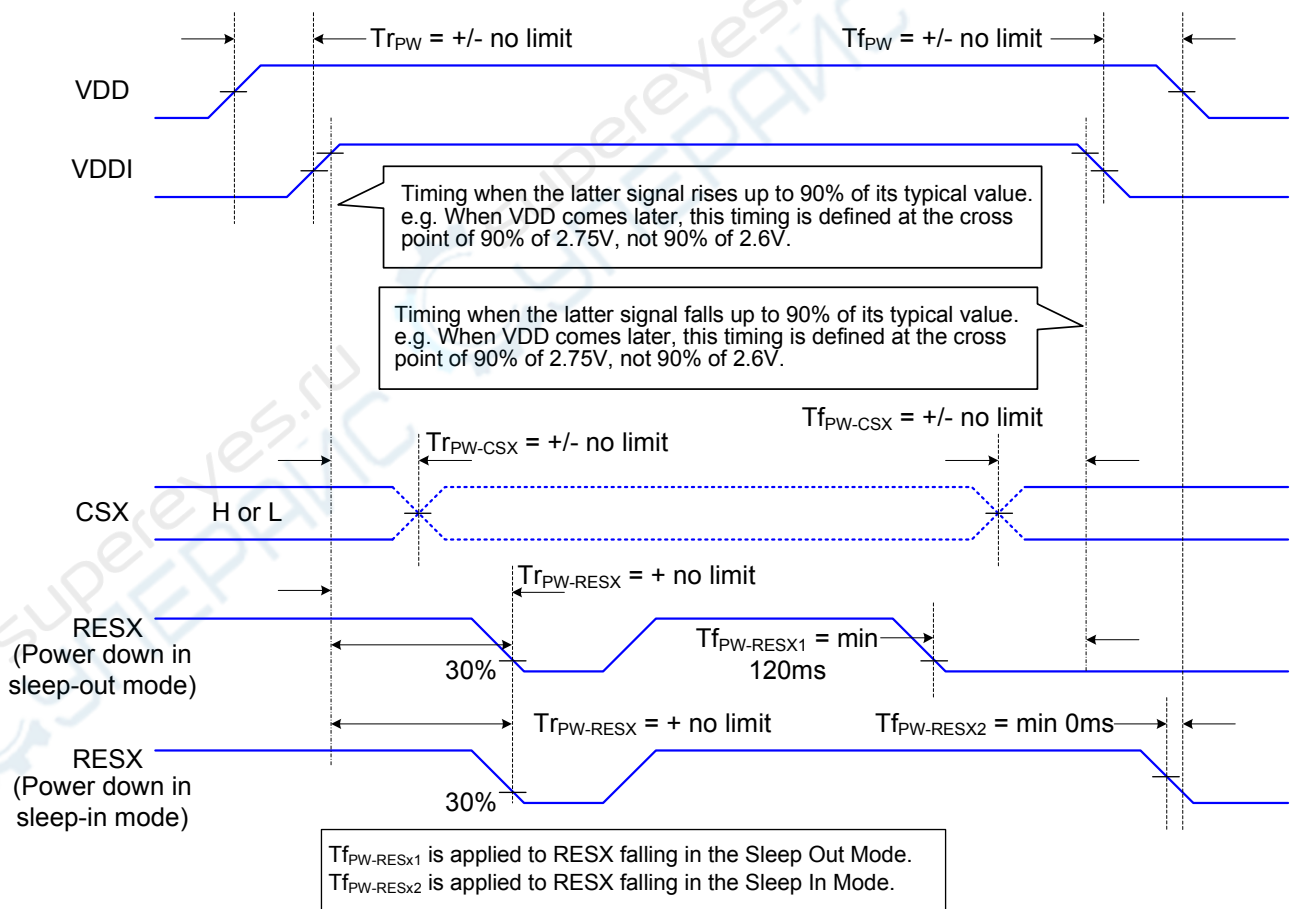 TrPW = +/- no limit
TfPW = +/- no limit
VDD
VDDI
Timing when the latter signal rises up to 90% of its typical value.
e.g. When VDD comes later, this timing is defined at the cross
point of 90% of 2.75V, not 90% of 2.6V.
Timing when the latter signal falls up to 90% of its typical value.
e.g. When VDD comes later, this timing is defined at the cross
point of 90% of 2.75V, not 90% of 2.6V.
TfPW-CSX = +/- no limit
TrPW-CSX = +/- no limit
CSX
H or L
TrPW-RESX = + no limit
RESX
(Power down in
sleep-out mode)
30%
TfPW-RESX1 = min
120ms
TrPW-RESX = + no limit
TfPW-RESX2 = min 0ms
RESX
(Power down in
sleep-in mode)
30%
TfPW-RESx1 is applied to RESX falling in the Sleep Out Mode.
TfPW-RESx2 is applied to RESX falling in the Sleep In Mode.
supereyes.ru
СУПЕРАЙС
supereyes.ru
СУПЕРАЙС